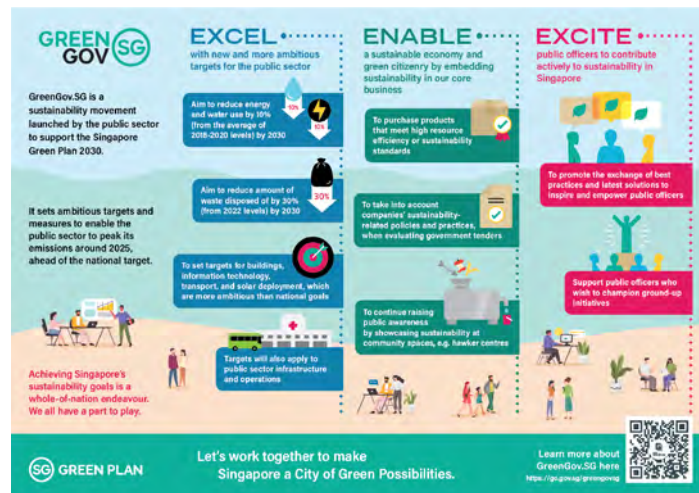 GREEN
GOV SG
GreenGov.SG is a
sustainability movement
launched by the public sector
to support the Singapore
Green Plan 2030.
It sets ambitious targets and
measures to enable the
public sector to peak its
emissions around 2025,
ahead of the national target.
Achieving Singapore's
sustainability goals is a
whole-of-nation endeavour.
We all have a part to play.
EXCEL
with new and more ambitious
targets for the public sector
10%
10%
Aim to reduce energy
and water use by 10%
(from the average of
2018-2020 levels) by 2030
30%
Aim to reduce amount of
waste disposed of by 30%
(from 2022 levels) by 2030
To set targets for buildings,
information technology,
transport, and solar deployment, which
are more ambitious than national goals
Targets will also apply to
public sector infrastructure
and operations
ENABLE
a sustainable economy and
green citizenry by embedding
sustainability in our core
business
To purchase products
that meet high resource
efficiency or sustainability
standards
To take into account
companies' sustainability-
related policies and practices,
when evaluating government tenders
To continue raising
public awareness
by showcasing sustainability at
community spaces, e.g. hawker centres
EXCITE
public officers to contribute
actively to sustainability in
Singapore
To promote the exchange of best
practices and latest solutions to
inspire and empower public officers
Support public officers who
wish to champion ground-up
initiatives
SG GREEN PLAN
Let's work together to make
Singapore a City of Green Possibilities.
Learn more about
GreenGov.SG here
https://go.gov.sg/greengovsg